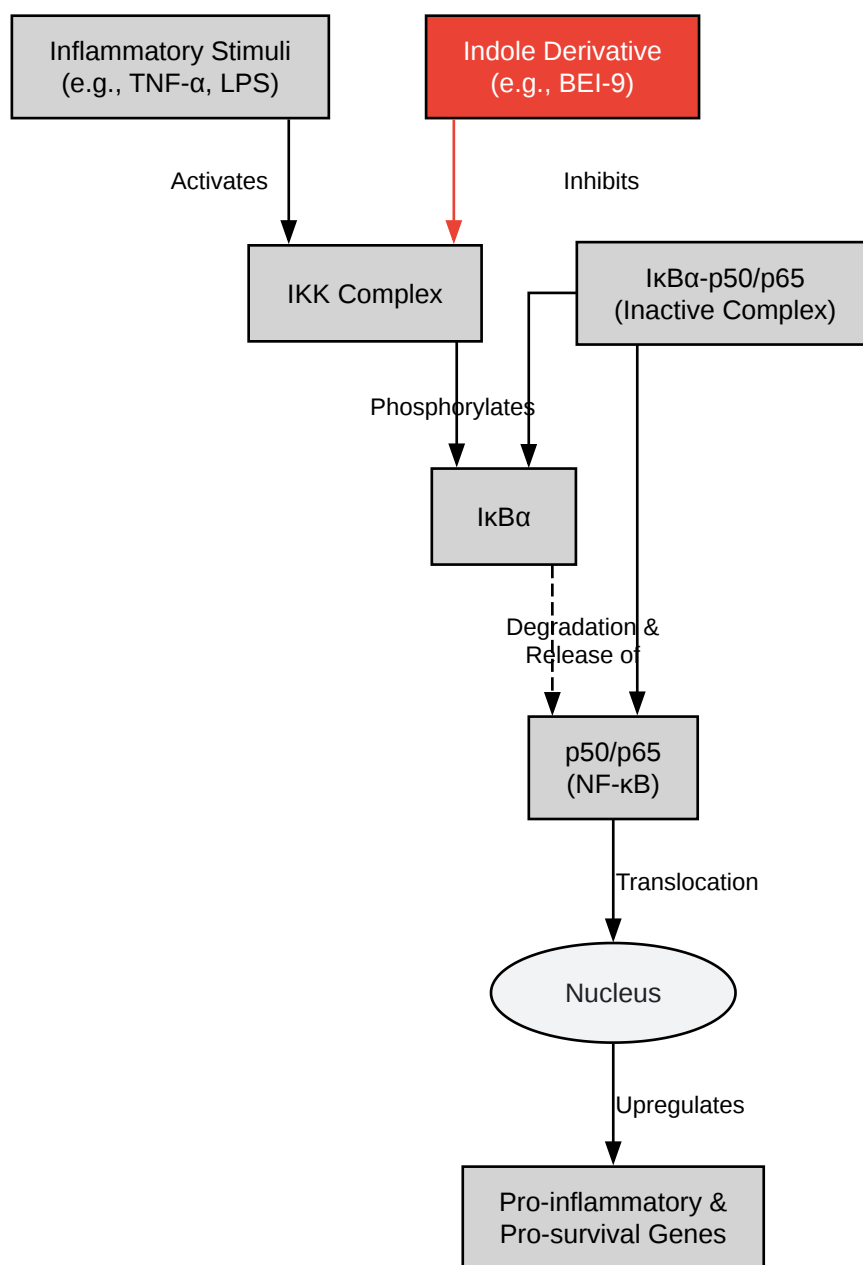 Inflammatory Stimuli
(e.g., TNF-α, LPS)
Indole Derivative
(e.g., BEI-9)
Activates
Inhibits
IKK Complex
IκBα-p50/p65
(Inactive Complex)
Phosphorylates
IκBα
Degradation &
Release of
p50/p65
(NF-κB)
Translocation
Nucleus
Upregulates
Pro-inflammatory &
Pro-survival Genes